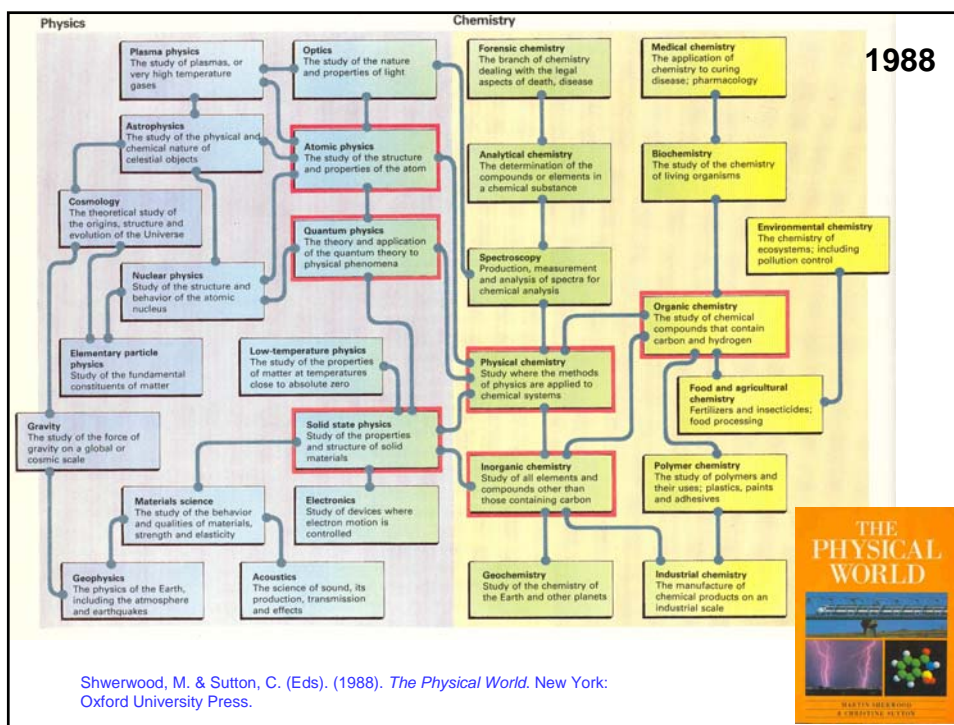 Physics
Chemistry
1988
Plasma physics
The study of plasmas, or
very high temperature
gases
Optics
The study of the nature
and properties of light
Forensic chemistry
The branch of chemistry
dealing with the legal
aspects of death, disease
Medical chemistry
The application of
chemistry to curing
disease; pharmacology
Astrophysics
The study of the physical and
chemical nature of
celestial objects
Atomic physics
The study of the structure
and properties of the atom
Analytical chemistry
The determination of the
compounds or elements in
a chemical substance
Biochemistry
The study of the chemistry
of living organisms
Cosmology
The theoretical study of
the origins, structure and
evolution of the Universe
Quantum physics
The theory and application
of the quantum theory to
physical phenomena
Spectroscopy
Production, measurement
and analysis of spectra for
chemical analysis
Environmental chemistry
The chemistry of
ecosystems; including
pollution control
Nuclear physics
Study of the structure and
behavior of the atomic
nucleus
Organic chemistry
The study of chemical
compounds that contain
carbon and hydrogen
Elementary particle
physics
Study of the fundamental
constituents of matter
Low-temperature physics
The study of the properties
of matter at temperatures
close to absolute zero
Physical chemistry
Study where the methods
of physics are applied to
chemical systems
Food and agricultural
chemistry
Fertilizers and insecticides;
food processing
Gravity
The study of the force of
gravity on a global or
cosmic scale
Solid state physics
Study of the properties
and structure of solid
materials
Inorganic chemistry
Study of all elements and
compounds other than
those containing carbon
Polymer chemistry
The study of polymers and
their uses; plastics, paints
and adhesives
Materials science
The study of the behavior
and qualities of materials,
strength and elasticity
Electronics
Study of devices where
electron motion is
controlled
Geophysics
The physics of the Earth,
including the atmosphere
and earthquakes
Acoustics
The science of sound, its
production, transmission
and effects
Geochemistry
Study of the chemistry of
the Earth and other planets
Industrial chemistry
The manufacture of
chemical products on an
industrial scale
THE
PHYSICAL
WORLD
MARTIN SHERWOOD
& CHRISTINE SUTTON
Shwerwood, M. & Sutton, C. (Eds). (1988). The Physical World. New York:
Oxford University Press.